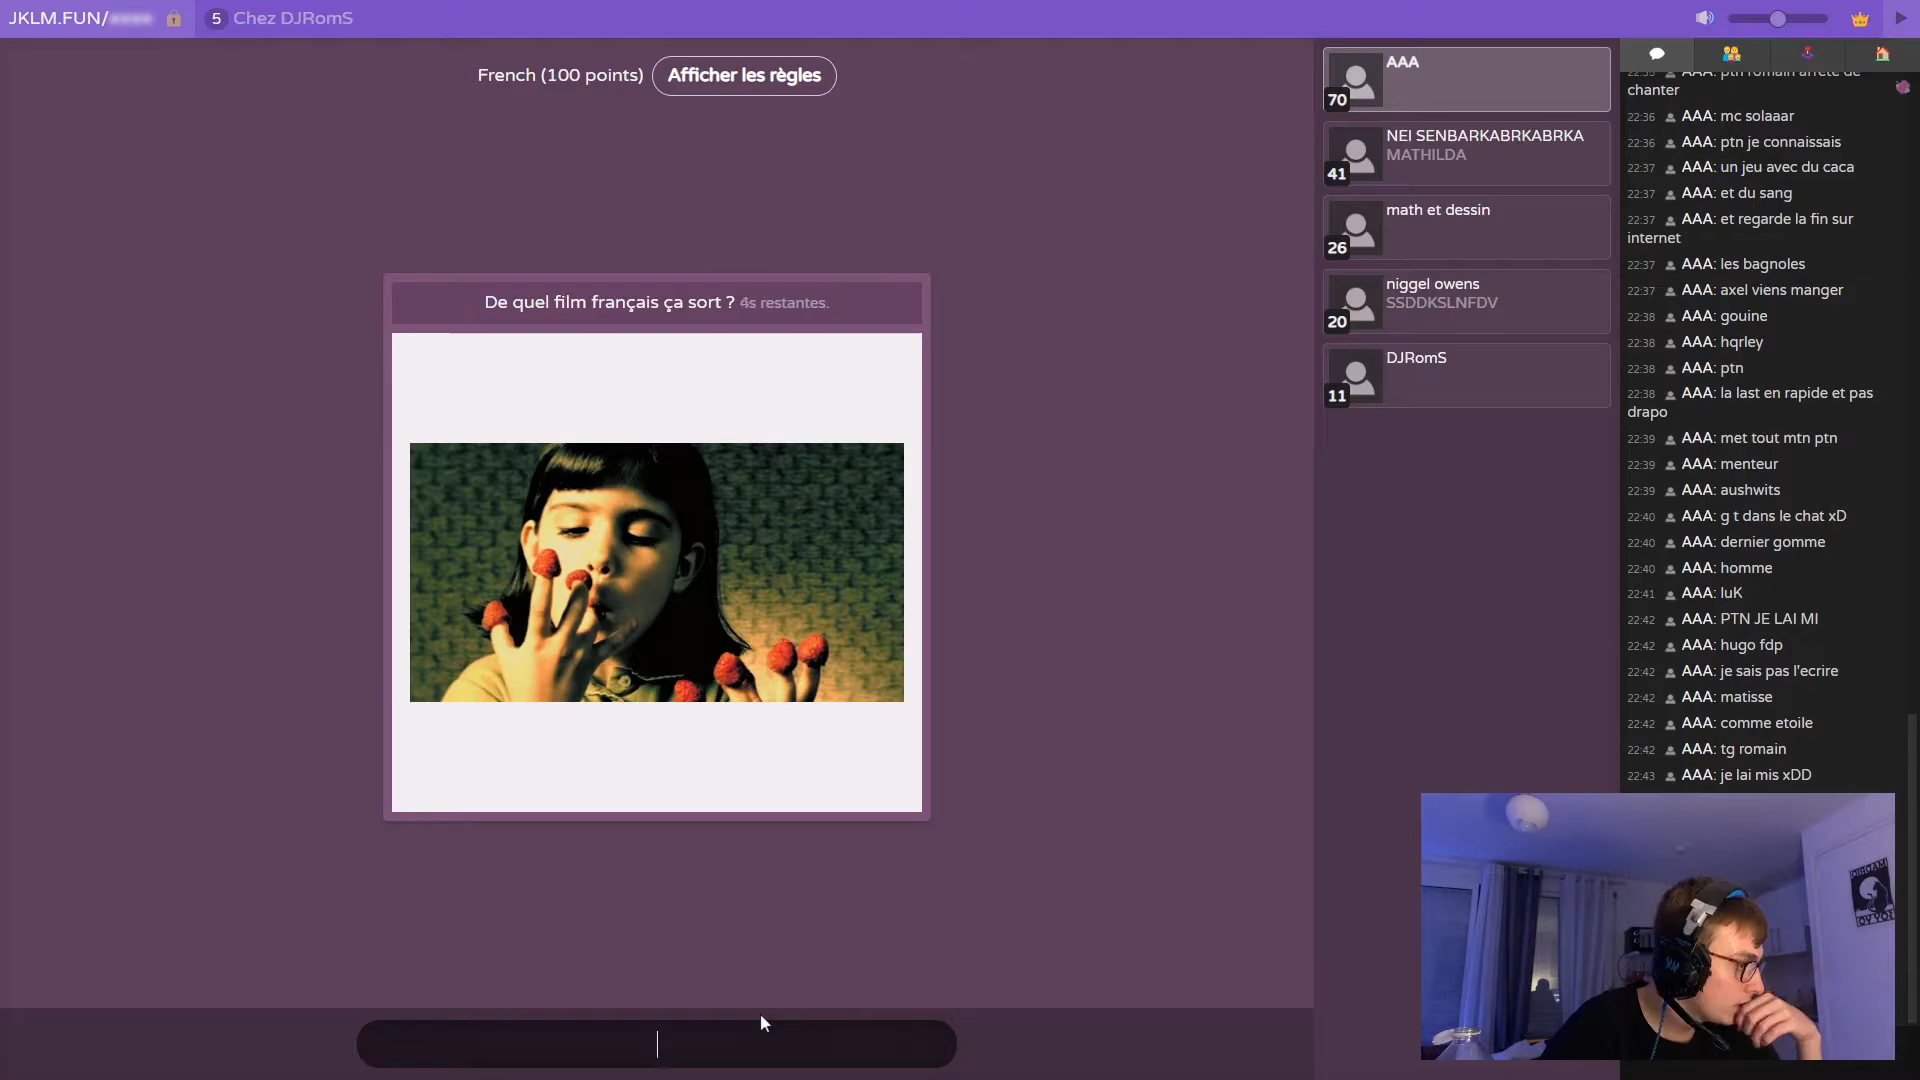 JKLM.FUN/
5 Chez DJRomS
French (100 points) Afficher les règles
De quel film français ça sort ? 4s restantes.
AAA
70
NEI SENBARKABRKABRKA
MATHILDA
41
math et dessin
26
niggel owens
SSDDKSLNFDV
20
DJRomS
11
AAA: ptn romain arrete de
chanter
22:36 AAA: mc solaaar
22:36 AAA: ptn je connaissais
22:37 AAA: un jeu avec du caca
22:37 AAA: et du sang
22:37 AAA: et regarde la fin sur
internet
22:37 AAA: les bagnoles
22:37 AAA: axel viens manger
22:38 AAA: gouine
22:38 AAA: hqrley
22:38 AAA: ptn
22:38 AAA: la last en rapide et pas
drapo
22:39 AAA: met tout mtn ptn
22:39 AAA: menteur
22:39 AAA: aushwits
22:40 AAA: g t dans le chat xD
22:40 AAA: dernier gomme
22:40 AAA: homme
22:41 AAA: luK
22:42 AAA: PTN JE LAI MI
22:42 AAA: hugo fdp
22:42 AAA: je sais pas l'ecrire
22:42 AAA: matisse
22:42 AAA: comme etoile
22:42 AAA: tg romain
22:43 AAA: je lai mis xDD